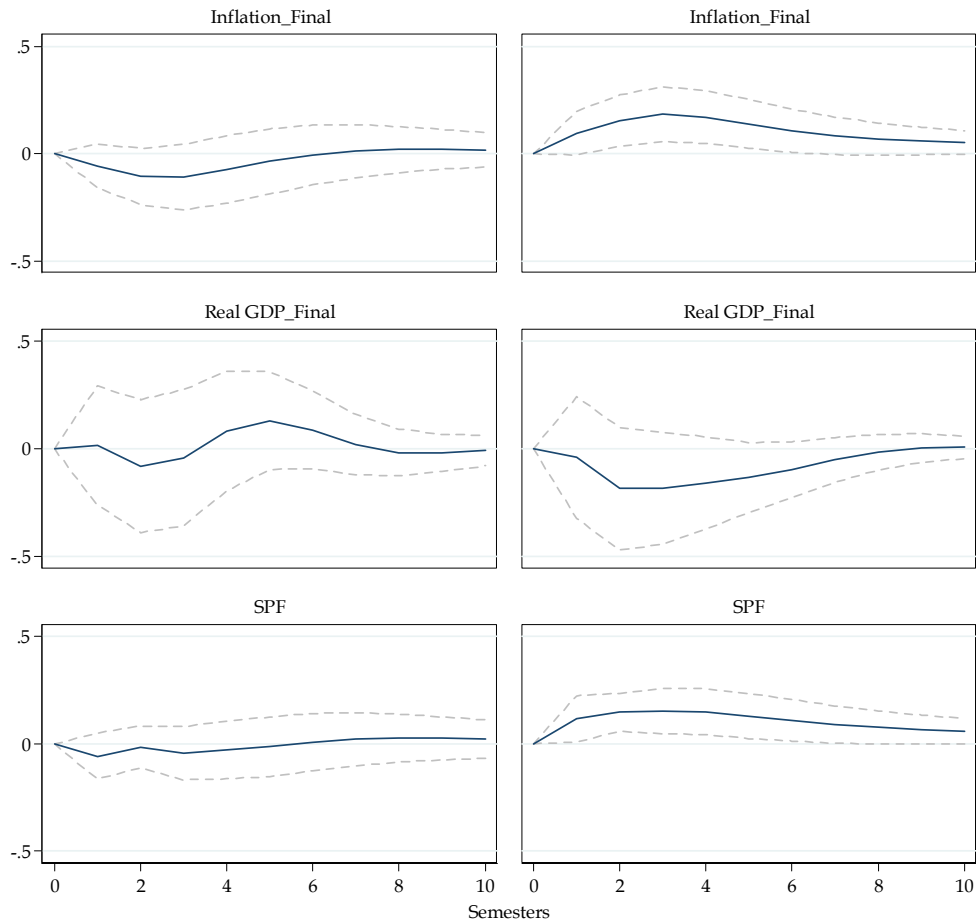 Inflation_Final Inflation_Final
.5
0
-.5
Real GDP_Final Real GDP_Final
.5
0
-.5
SPF SPF
.5
0
-.5
0 2 4 6 8 10 0 2 4 6 8 10
Semesters